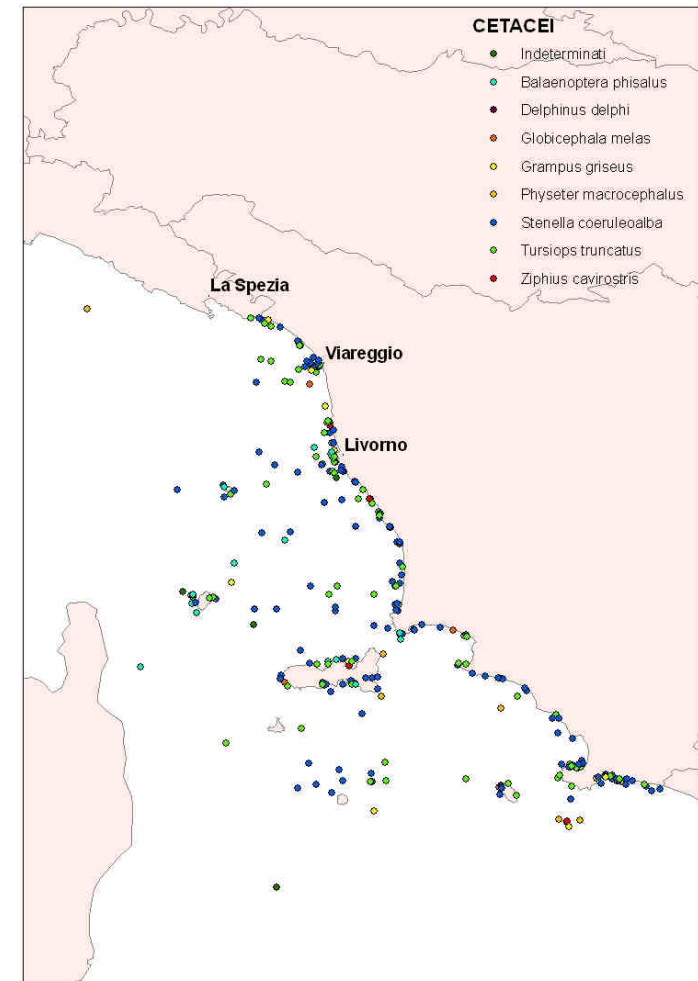 CETACEI
Indeterminati
Balaenoptera phisalus
Delphinus delphi
Globicephala melas
Grampus griseus
Physeter macrocephalus
Stenella coeruleoalba
Tursiops truncatus
Ziphius cavirostris
La Spezia
Viareggio
Livorno